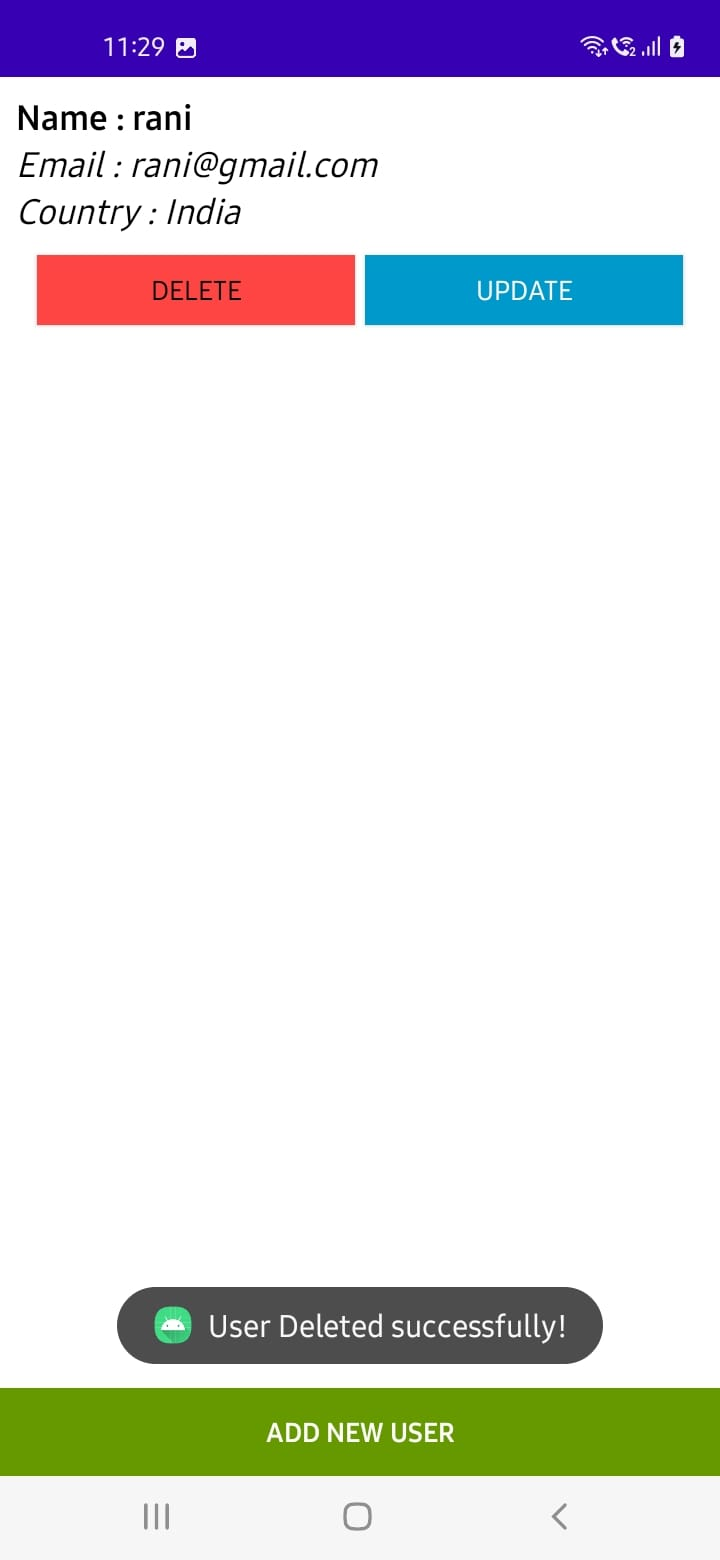 11:29
Name : rani
Email : rani@gmail.com
Country : India
DELETE UPDATE
User Deleted successfully!
ADD NEW USER